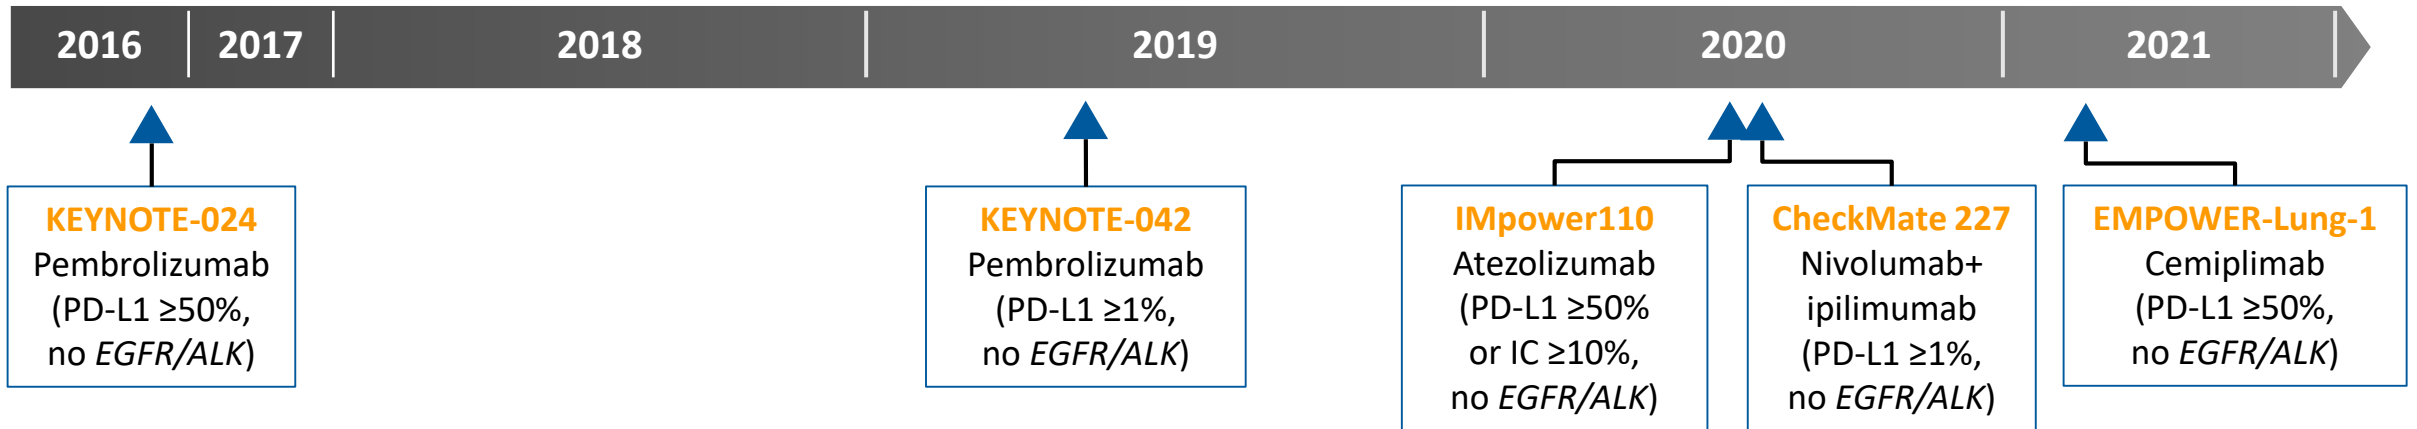 2016
2017
2018
2019
2020
2021
KEYNOTE-024
Pembrolizumab
(PD-L1 ≥50%,
no EGFR/ALK)
KEYNOTE-042
Pembrolizumab
(PD-L1 ≥1%,
no EGFR/ALK)
IMpower110
Atezolizumab
(PD-L1 ≥50%
or IC ≥10%,
no EGFR/ALK)
CheckMate 227
Nivolumab+
ipilimumab
(PD-L1 ≥1%,
no EGFR/ALK)
EMPOWER-Lung-1
Cemiplimab
(PD-L1 ≥50%,
no EGFR/ALK)